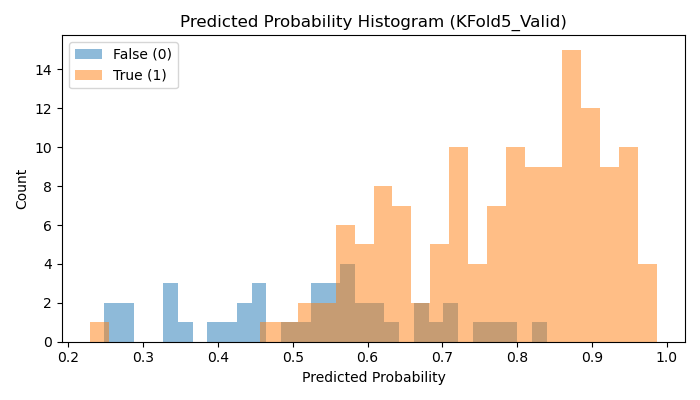 Predicted Probability Histogram (KFold5_Valid)
False (0)
True (1)
14
12
10
8
6
4
2
0
Count
0.2 0.3 0.4 0.5 0.6 0.7 0.8 0.9 1.0
Predicted Probability